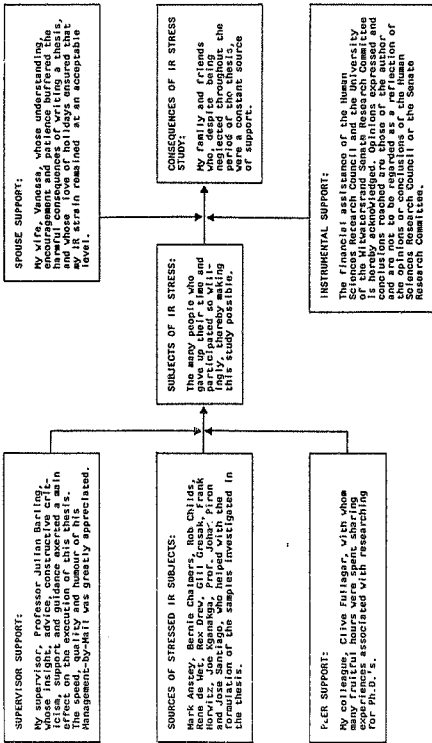 SUPERVISOR SUPPORT:
My supervisor, Professor Julian Barling,
whose insight, advice, constructive crit-
icism, support and guidance exerted a main
effect on the execution of this thesis.
The speed, quality and humour of his
Management-by-Mail was greatly appreciated.
SOURCES OF STRESSED IR SUBJECTS:
Mark Anstey, Bernie Chalmers, Rob Childs,
Rene de Wet, Rex Drew, Gill Gresak, Frank
Horwitz, Joe Kganakga, Prof. Johan Piron
and Jose Santiago, who helped with the
formulation of the samples investigated in
the thesis.
PEER SUPPORT:
My colleague, Clive Fullagar, with whom
many fruitful hours were spent sharing
experiences associated with researching
for Ph.D.'s.
SUBJECTS OF IR STRESS:
The many people who
gave up their time and
participated so will-
ingly, thereby making
this study possible.
SPOUSE SUPPORT:
My wife, Vanessa, whose understanding,
encouragement and patience buffered the
harmful consequences of writing a thesis,
and whose love of holidays ensured that
my IR strain remained at an acceptable
level.
CONSEQUENCES OF IR STRESS
STUDY:
My family and friends
who, despite being
neglected throughout the
period of the thesis,
were a constant source
of support.
INSTRUMENTAL SUPPORT:
The financial assistance of the Human
Sciences Research Council and the University
of the Witwatersrand Senate Research Committee
is hereby acknowledged. Opinions expressed and
conclusions reached are those of the author
and are not to be regarded as a reflection of
the opinions or conclusions of the Human
Sciences Research Council or the Senate
Research Committee.